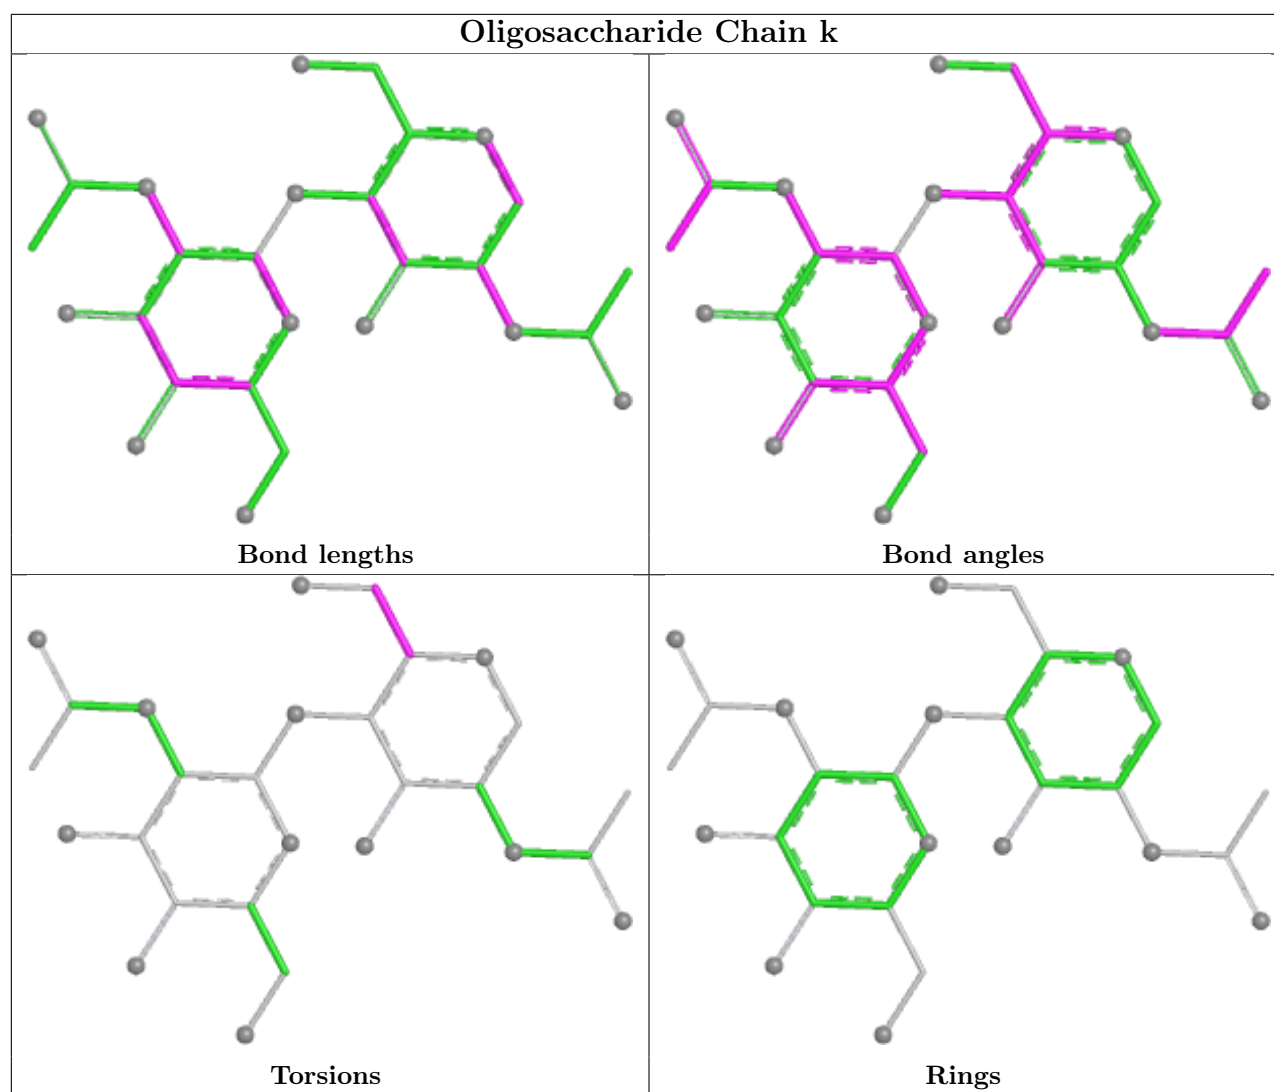 Oligosaccharide Chain k
Bond lengths
Bond angles
Torsions
Rings